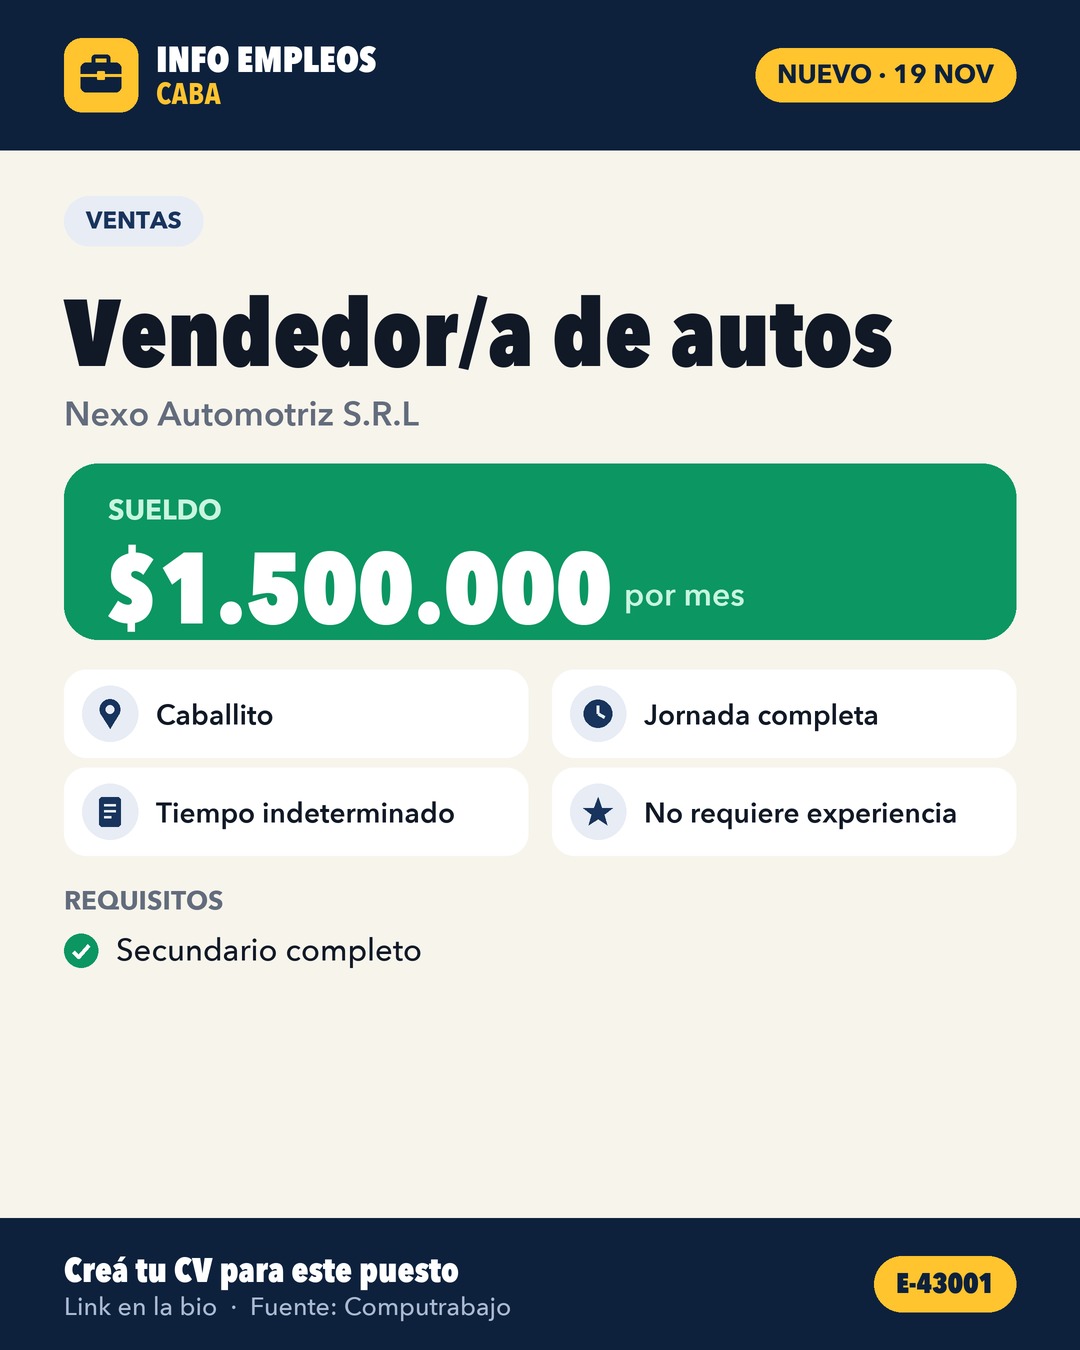 INFO EMPLEOS
CABA
NUEVO · 19 NOV
VENTAS
Vendedor/a de autos
Nexo Automotriz S.R.L
SUELDO
$1.500.000 por mes
Caballito
Jornada completa
Tiempo indeterminado
No requiere experiencia
REQUISITOS
Secundario completo
Creá tu CV para este puesto
Link en la bio · Fuente: Computrabajo
E-43001